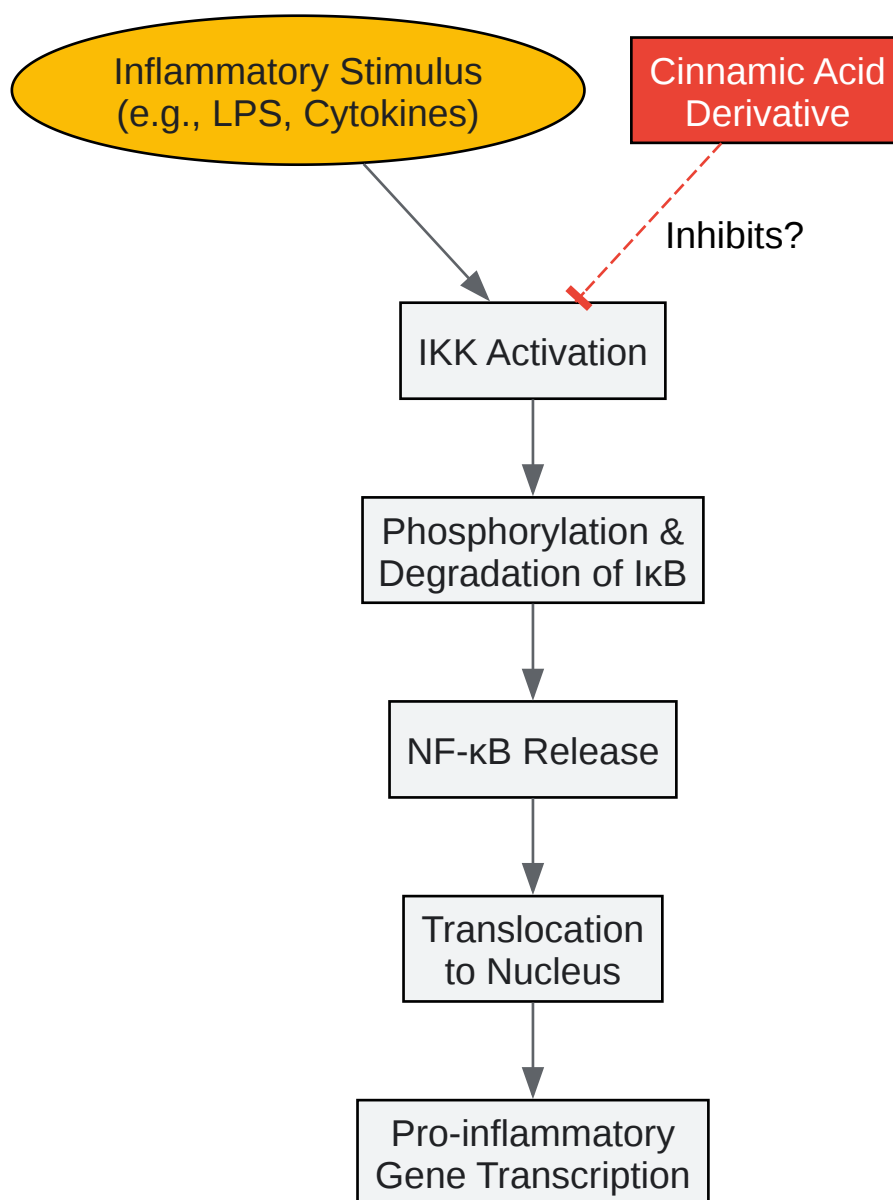 Inflammatory Stimulus
(e.g., LPS, Cytokines)
Cinnamic Acid
Derivative
Inhibits?
IKK Activation
Phosphorylation &
Degradation of IκB
NF-κB Release
Translocation
to Nucleus
Pro-inflammatory
Gene Transcription